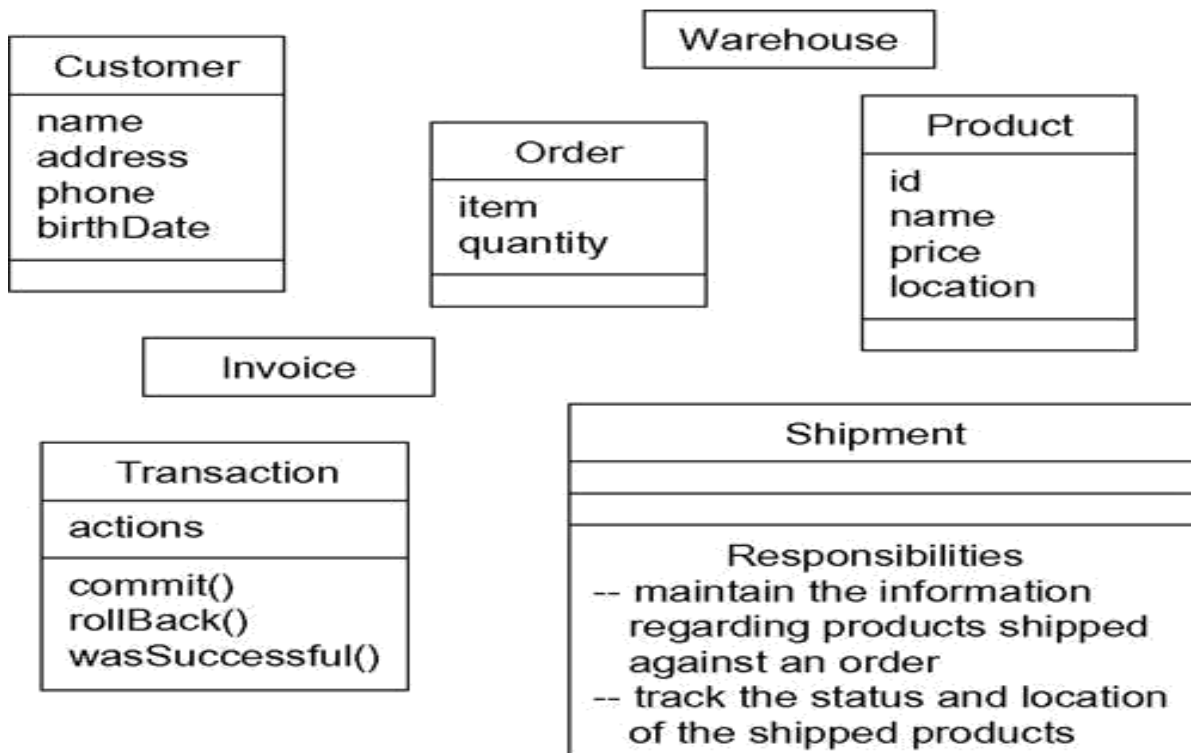 Customer
name
address
phone
birthDate
Warehouse
Order
item
quantity
Product
id
name
price
location
Invoice
Transaction
actions
commit()
rollBack()
wasSuccessful()
Shipment
Responsibilities
-- maintain the information
regarding products shipped
against an order
-- track the status and location
of the shipped products